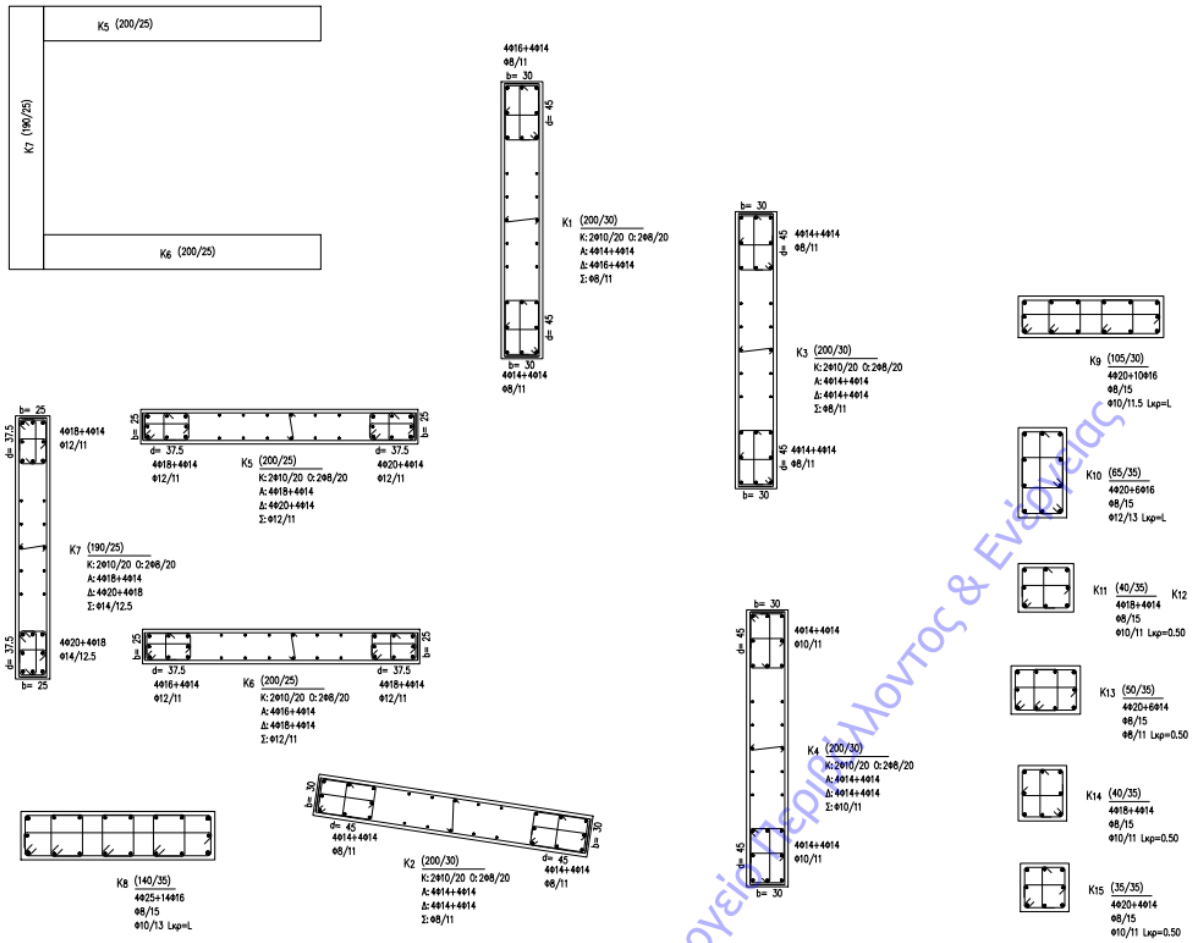 K5 (200/25)
K7 (190/25)
K6 (200/25)
4Φ16+4Φ14
Φ8/11
b= 30
d= 45
K1 (200/30)
K: 2Φ10/20 O: 2Φ8/20
A: 4Φ14+4Φ14
Δ: 4Φ16+4Φ14
Σ: Φ8/11
d= 45
b= 30
4Φ14+4Φ14
Φ8/11
b= 30
d= 45
4Φ14+4Φ14
Φ8/11
K3 (200/30)
K: 2Φ10/20 O: 2Φ8/20
A: 4Φ14+4Φ14
Δ: 4Φ14+4Φ14
Σ: Φ8/11
d= 45
4Φ14+4Φ14
Φ8/11
b= 30
K9 (105/30)
4Φ20+10Φ16
Φ8/15
Φ10/11.5 Lκρ=L
b= 25
d= 37.5
4Φ18+4Φ14
Φ12/11
K7 (190/25)
K: 2Φ10/20 O: 2Φ8/20
A: 4Φ18+4Φ14
Δ: 4Φ20+4Φ18
Σ: Φ14/12.5
d= 37.5
4Φ20+4Φ18
Φ14/12.5
b= 25
b= 25
d= 37.5
4Φ18+4Φ14
Φ12/11
K5 (200/25)
K: 2Φ10/20 O: 2Φ8/20
A: 4Φ18+4Φ14
Δ: 4Φ20+4Φ14
Σ: Φ12/11
b= 25
d= 37.5
4Φ20+4Φ14
Φ12/11
K10 (65/35)
4Φ20+6Φ16
Φ8/15
Φ12/13 Lκρ=L
K11 (40/35) K12
4Φ18+4Φ14
Φ8/15
Φ10/11 Lκρ=0.50
b= 25
d= 37.5
4Φ16+4Φ14
Φ12/11
K6 (200/25)
K: 2Φ10/20 O: 2Φ8/20
A: 4Φ16+4Φ14
Δ: 4Φ18+4Φ14
Σ: Φ12/11
b= 25
d= 37.5
4Φ18+4Φ14
Φ12/11
b= 30
d= 45
4Φ14+4Φ14
Φ10/11
K4 (200/30)
K: 2Φ10/20 O: 2Φ8/20
A: 4Φ14+4Φ14
Δ: 4Φ14+4Φ14
Σ: Φ10/11
d= 45
4Φ14+4Φ14
Φ10/11
b= 30
K13 (50/35)
4Φ20+6Φ14
Φ8/15
Φ8/11 Lκρ=0.50
K14 (40/35)
4Φ18+4Φ14
Φ8/15
Φ10/11 Lκρ=0.50
K8 (140/35)
4Φ25+14Φ16
Φ8/15
Φ10/13 Lκρ=L
b= 30
d= 45
4Φ14+4Φ14
Φ8/11
K2 (200/30)
K: 2Φ10/20 O: 2Φ8/20
A: 4Φ14+4Φ14
Δ: 4Φ14+4Φ14
Σ: Φ8/11
b= 30
d= 45
4Φ14+4Φ14
Φ8/11
K15 (35/35)
4Φ20+4Φ14
Φ8/15
Φ10/11 Lκρ=0.50
Περιβάλλοντος & Ενέργειας